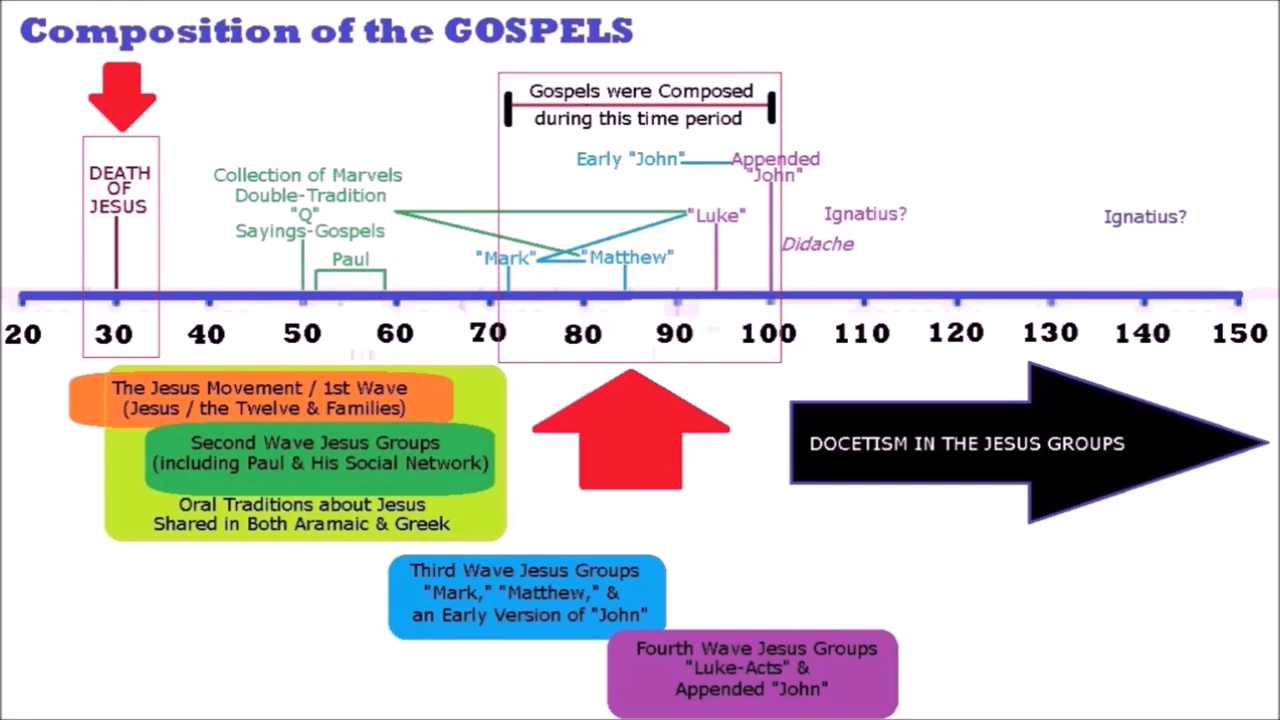 Composition of the GOSPELS
Gospels were Composed
during this time period
DEATH
OF
JESUS
Collection of Marvels
Double-Tradition
"Q"
Sayings-Gospels
Paul
Early "John"
Appended
"John"
"Luke"
"Mark"
"Matthew"
Ignatius?
Didache
Ignatius?
20 30 40 50 60 70 80 90 100 110 120 130 140 150
The Jesus Movement / 1st Wave
(Jesus / the Twelve & Families)
Second Wave Jesus Groups
(including Paul & His Social Network)
Oral Traditions about Jesus
Shared in Both Aramaic & Greek
DOCETISM IN THE JESUS GROUPS
Third Wave Jesus Groups
"Mark," "Matthew," &
an Early Version of "John"
Fourth Wave Jesus Groups
"Luke-Acts" &
Appended "John"